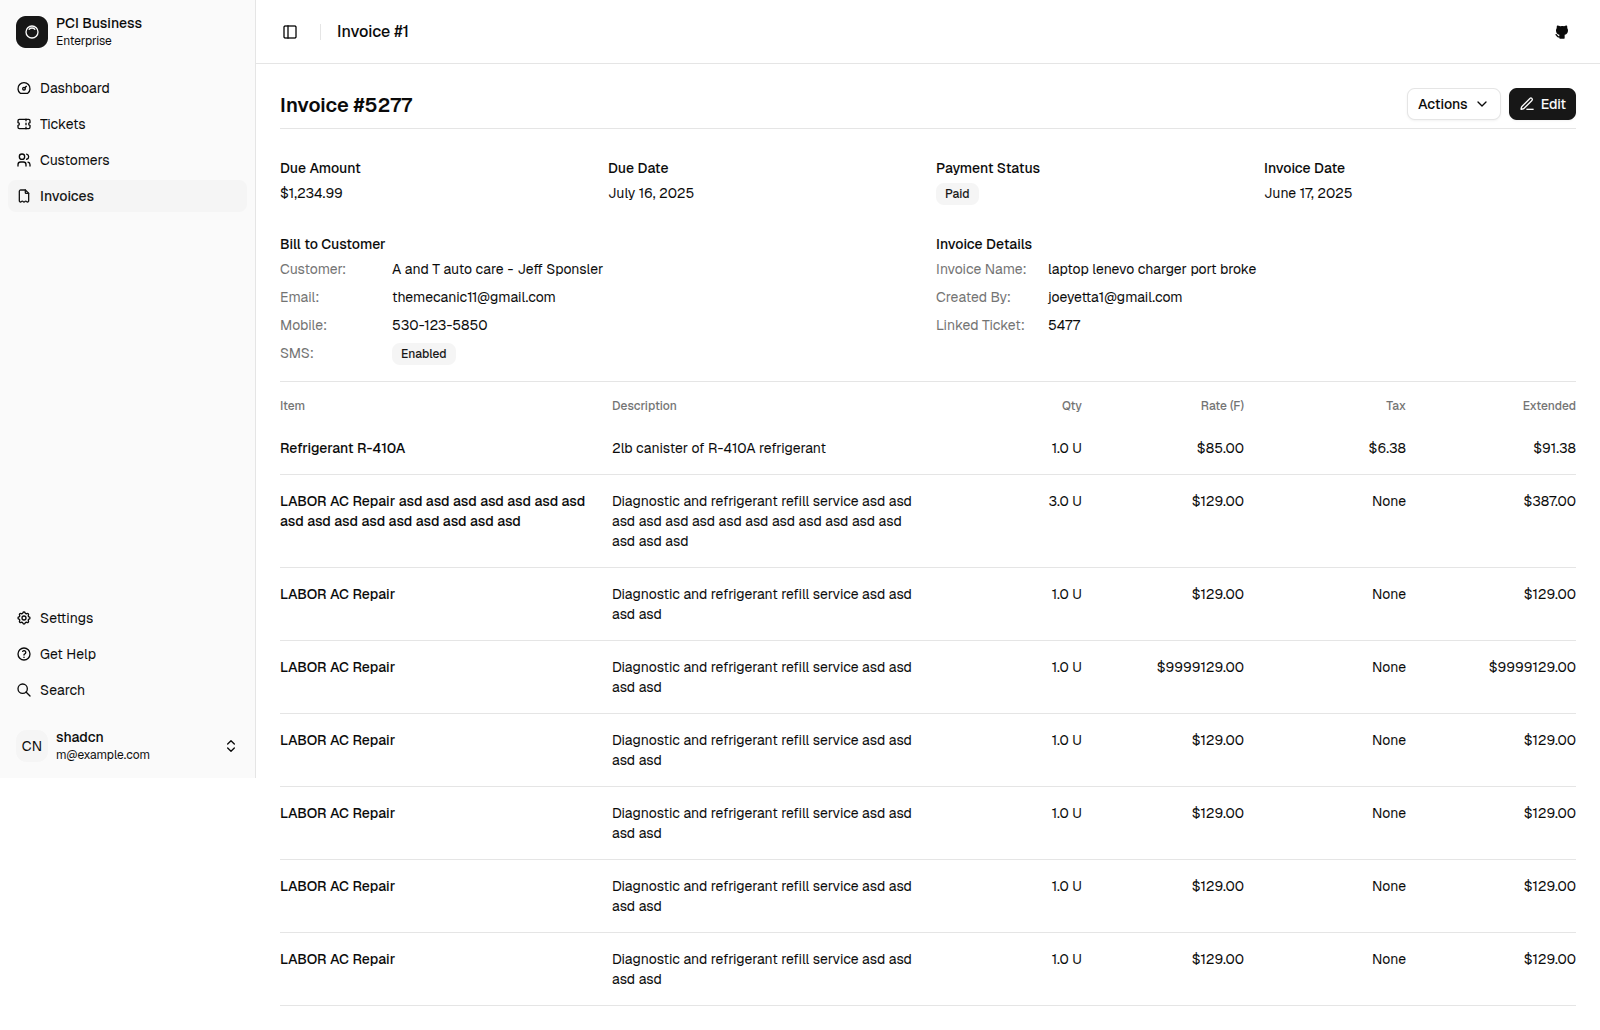 PCI Business
Enterprise
Dashboard
Tickets
Customers
Invoices
Settings
Get Help
Search
CN
shadcn
m@example.com
Invoice #1
Invoice #5277
Actions
Edit
Due Amount
$1,234.99
Due Date
July 16, 2025
Payment Status
Paid
Invoice Date
June 17, 2025
Bill to Customer
Customer: A and T auto care - Jeff Sponsler
Email: themecanic11@gmail.com
Mobile: 530-123-5850
SMS: Enabled
Invoice Details
Invoice Name: laptop lenevo charger port broke
Created By: joeyetta1@gmail.com
Linked Ticket: 5477
Item Description Qty Rate (F) Tax Extended
Refrigerant R-410A 2lb canister of R-410A refrigerant 1.0 U $85.00 $6.38 $91.38
LABOR AC Repair asd asd asd asd asd asd asd Diagnostic and refrigerant refill service asd asd 3.0 U $129.00 None $387.00
asd asd asd asd asd asd asd asd asd asd asd asd asd asd asd asd asd asd asd asd
asd asd asd
LABOR AC Repair Diagnostic and refrigerant refill service asd asd 1.0 U $129.00 None $129.00
asd asd
LABOR AC Repair Diagnostic and refrigerant refill service asd asd 1.0 U $9999129.00 None $9999129.00
asd asd
LABOR AC Repair Diagnostic and refrigerant refill service asd asd 1.0 U $129.00 None $129.00
asd asd
LABOR AC Repair Diagnostic and refrigerant refill service asd asd 1.0 U $129.00 None $129.00
asd asd
LABOR AC Repair Diagnostic and refrigerant refill service asd asd 1.0 U $129.00 None $129.00
asd asd
LABOR AC Repair Diagnostic and refrigerant refill service asd asd 1.0 U $129.00 None $129.00
asd asd